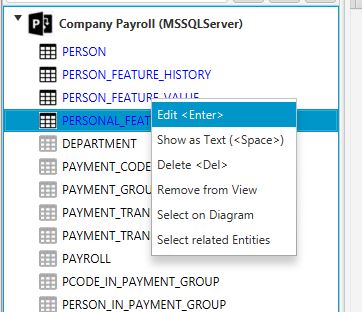 Company Payroll (MSSQLServer)
PERSON
PERSON_FEATURE_HISTORY
PERSON_FEATURE_VALUE
PERSONAL_FEAT
Edit <Enter>
Show as Text (<Space>)
Delete <Del>
Remove from View
Select on Diagram
Select related Entities
DEPARTMENT
PAYMENT_CODE
PAYMENT_GROU
PAYMENT_TRAN
PAYMENT_TRAN
PAYROLL
PCODE_IN_PAYMENT_GROUP
PERSON_IN_PAYMENT_GROUP